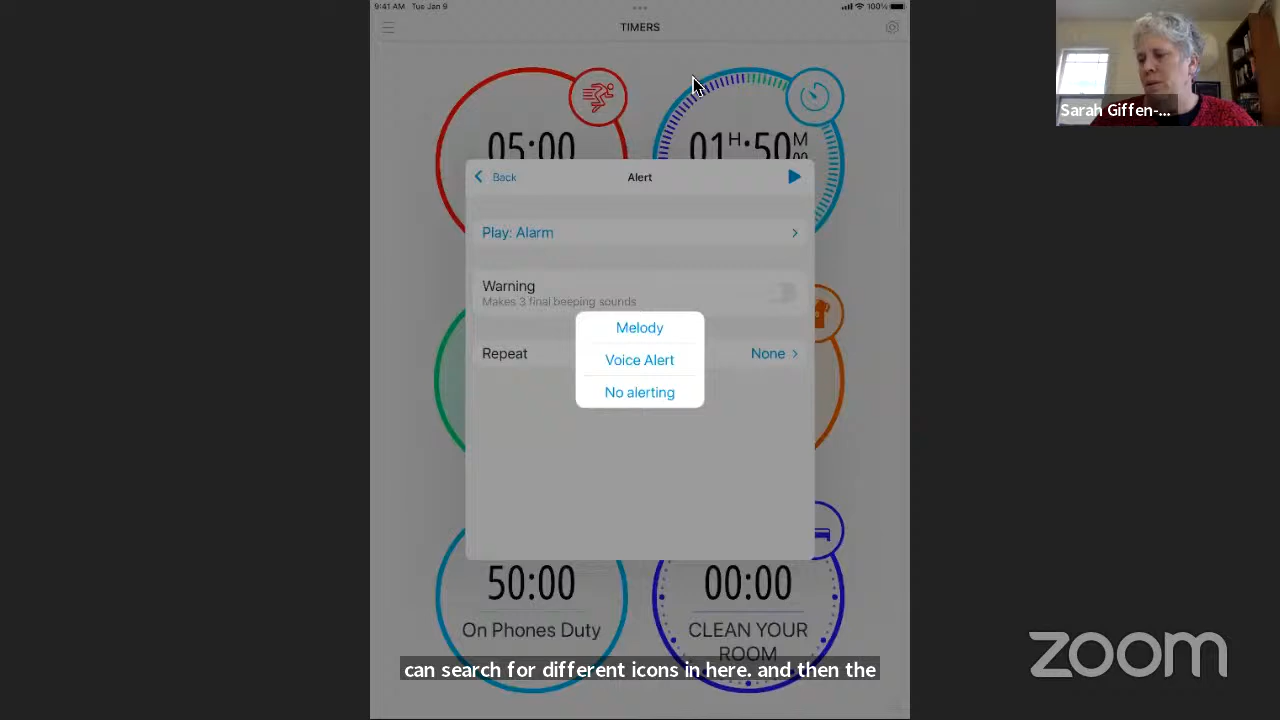 9:41 AM Tue Jan 9
100%
TIMERS
05:00
01H:50M
00
Back
Alert
Play: Alarm
Warning
Makes 3 final beeping sounds
Repeat
None
Melody
Voice Alert
No alerting
50:00
On Phones Duty
00:00
CLEAN YOUR
ROOM
can search for different icons in here. and then the
Sarah Giffen-...
zoom